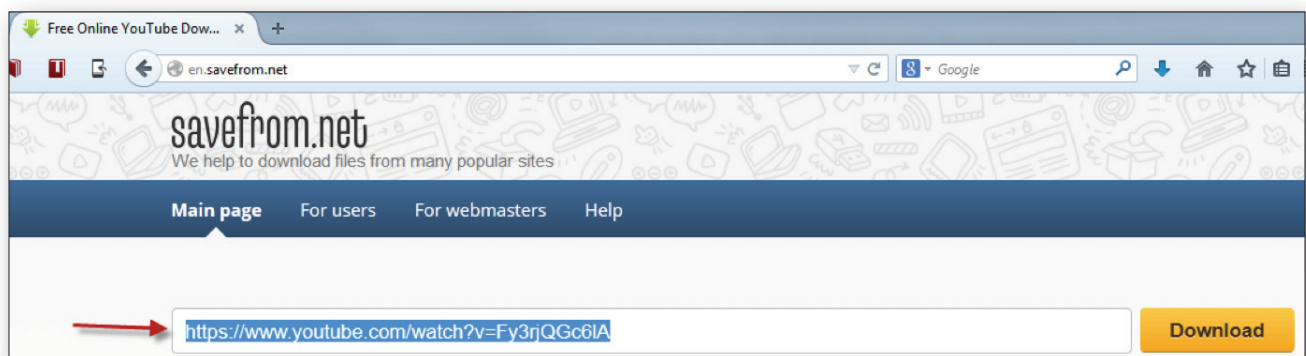 Free Online YouTube Dow...
en.savefrom.net
Google
savefrom.net
We help to download files from many popular sites
Main page For users For webmasters Help
https://www.youtube.com/watch?v=Fy3rjQGc6lA
Download